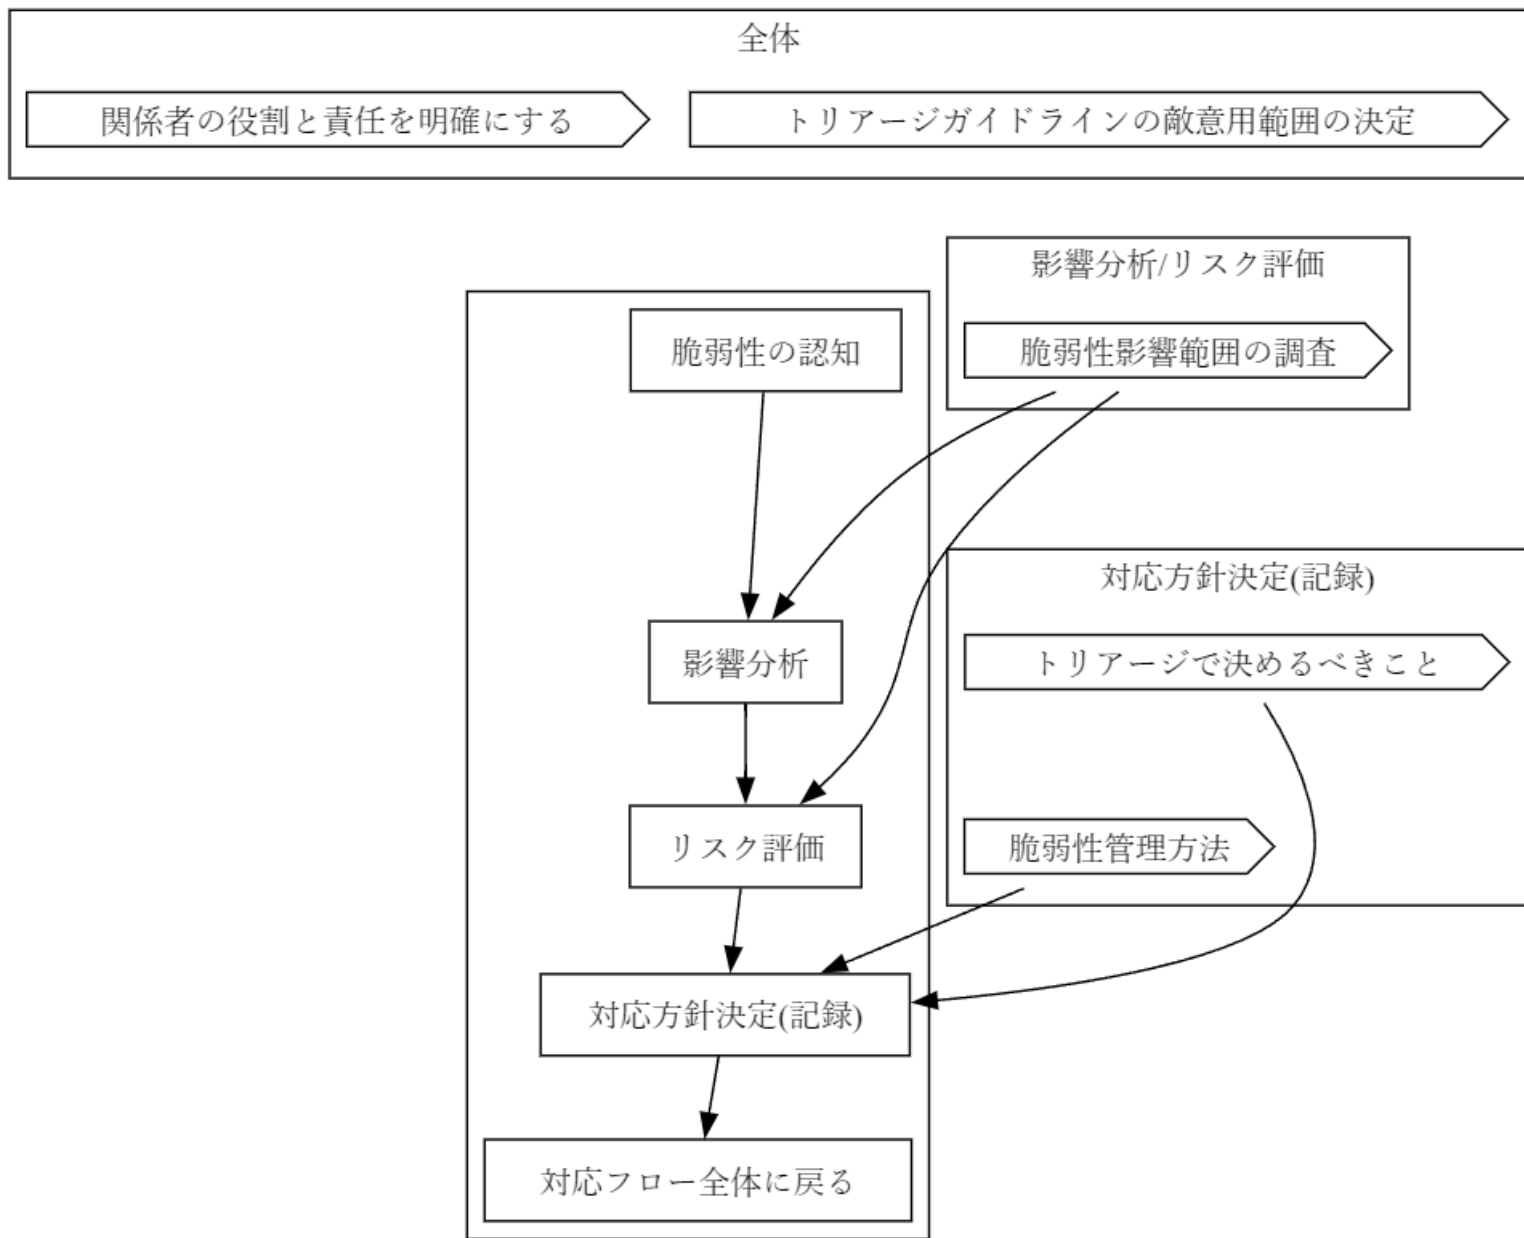 全体
関係者の役割と責任を明確にする
トリアージガイドラインの敵意用範囲の決定
影響分析/リスク評価
脆弱性の認知
脆弱性影響範囲の調査
対応方針決定(記録)
影響分析
トリアージで決めるべきこと
リスク評価
脆弱性管理方法
対応方針決定(記録)
対応フロー全体に戻る